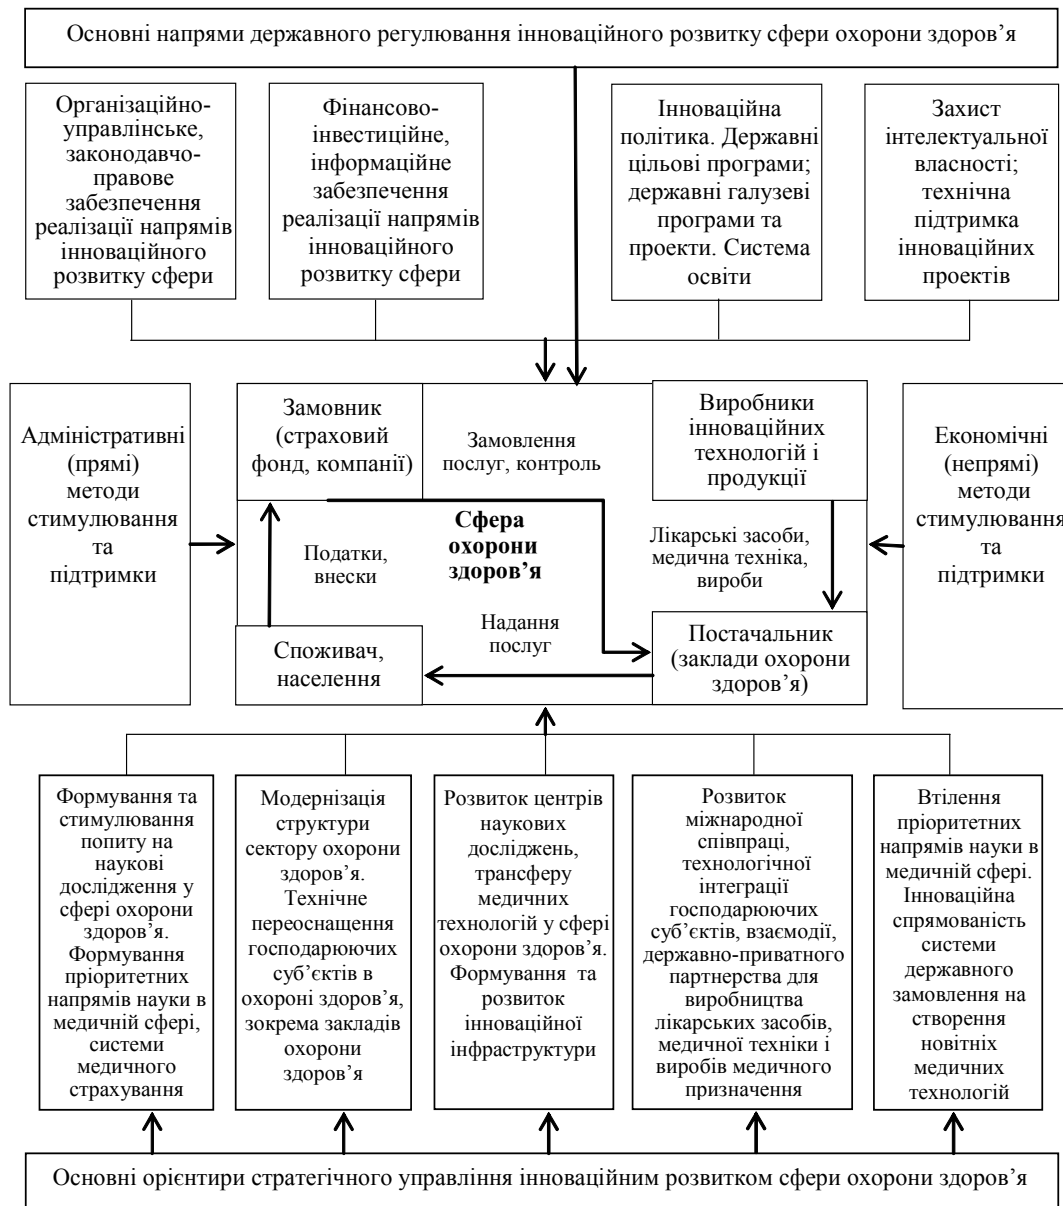 Основні напрями державного регулювання інноваційного розвитку сфери охорони здоров’я
Організаційно-
управлінське,
законодавчо-
правове
забезпечення
реалізації напрямів
інноваційного
розвитку сфери
Фінансово-
інвестиційне,
інформаційне
забезпечення
реалізації напрямів
інноваційного
розвитку сфери
Інноваційна
політика. Державні
цільові програми;
державні галузеві
програми та
проекти. Система
освіти
Захист
інтелектуальної
власності;
технічна
підтримка
інноваційних
проектів
Адміністративні
(прямі)
методи
стимулювання
та
підтримки
Замовник
(страховий
фонд, компанії)
Замовлення
послуг, контроль
Виробники
інноваційних
технологій і
продукції
Економічні
(непрямі)
методи
стимулювання
та
підтримки
Сфера
охорони
здоров’я
Податки,
внески
Лікарські засоби,
медична техніка,
вироби
Надання
послуг
Споживач,
населення
Постачальник
(заклади охорони
здоров’я)
Формування та
стимулювання
попиту на
наукові
дослідження у
сфері охорони
здоров’я.
Формування
пріоритетних
напрямів науки в
медичній сфері,
системи
медичного
страхування
Модернізація
структури
сектору охорони
здоров’я.
Технічне
переоснащення
господарюючих
суб’єктів в
охороні здоров’я,
зокрема закладів
охорони
здоров’я
Розвиток центрів
наукових
досліджень,
трансферу
медичних
технологій у сфері
охорони здоров’я.
Формування та
розвиток
інноваційної
інфраструктури
Розвиток
міжнародної
співпраці,
технологічної
інтеграції
господарюючих
суб’єктів, взаємодії,
державно-приватного
партнерства для
виробництва
лікарських засобів,
медичної техніки і
виробів медичного
призначення
Втілення
пріоритетних
напрямів науки в
медичній сфері.
Інноваційна
спрямованість
системи
державного
замовлення на
створення
новітніх
медичних
технологій
Основні орієнтири стратегічного управління інноваційним розвитком сфери охорони здоров’я